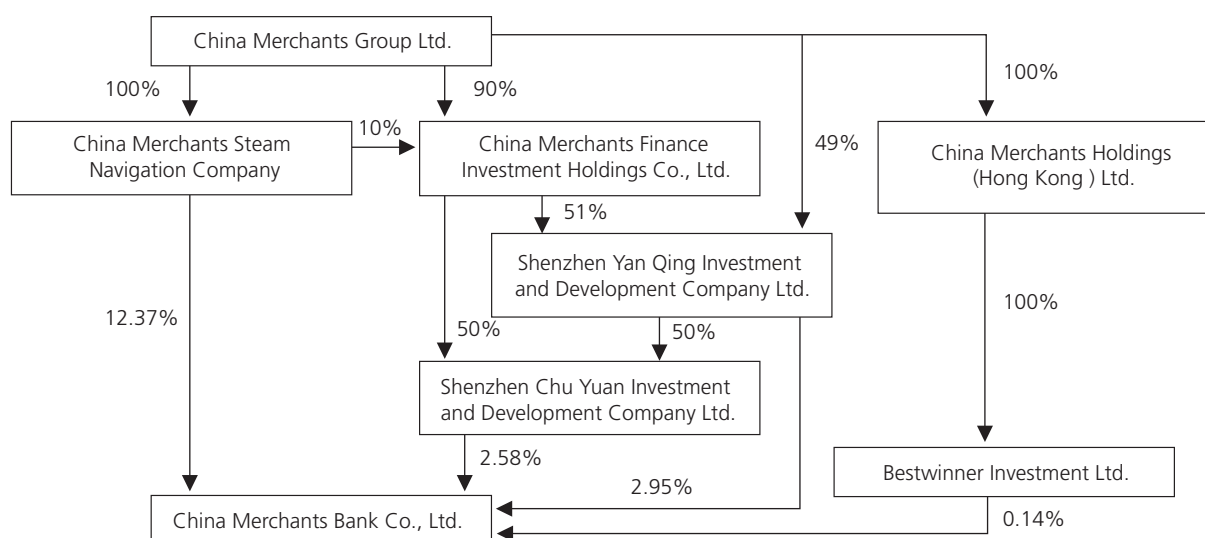 China Merchants Group Ltd.
100%
90%
100%
China Merchants Steam
Navigation Company
10%
China Merchants Finance
Investment Holdings Co., Ltd.
49%
China Merchants Holdings
(Hong Kong ) Ltd.
51%
Shenzhen Yan Qing Investment
and Development Company Ltd.
12.37%
50%
50%
100%
Shenzhen Chu Yuan Investment
and Development Company Ltd.
2.58%
2.95%
Bestwinner Investment Ltd.
China Merchants Bank Co., Ltd.
0.14%